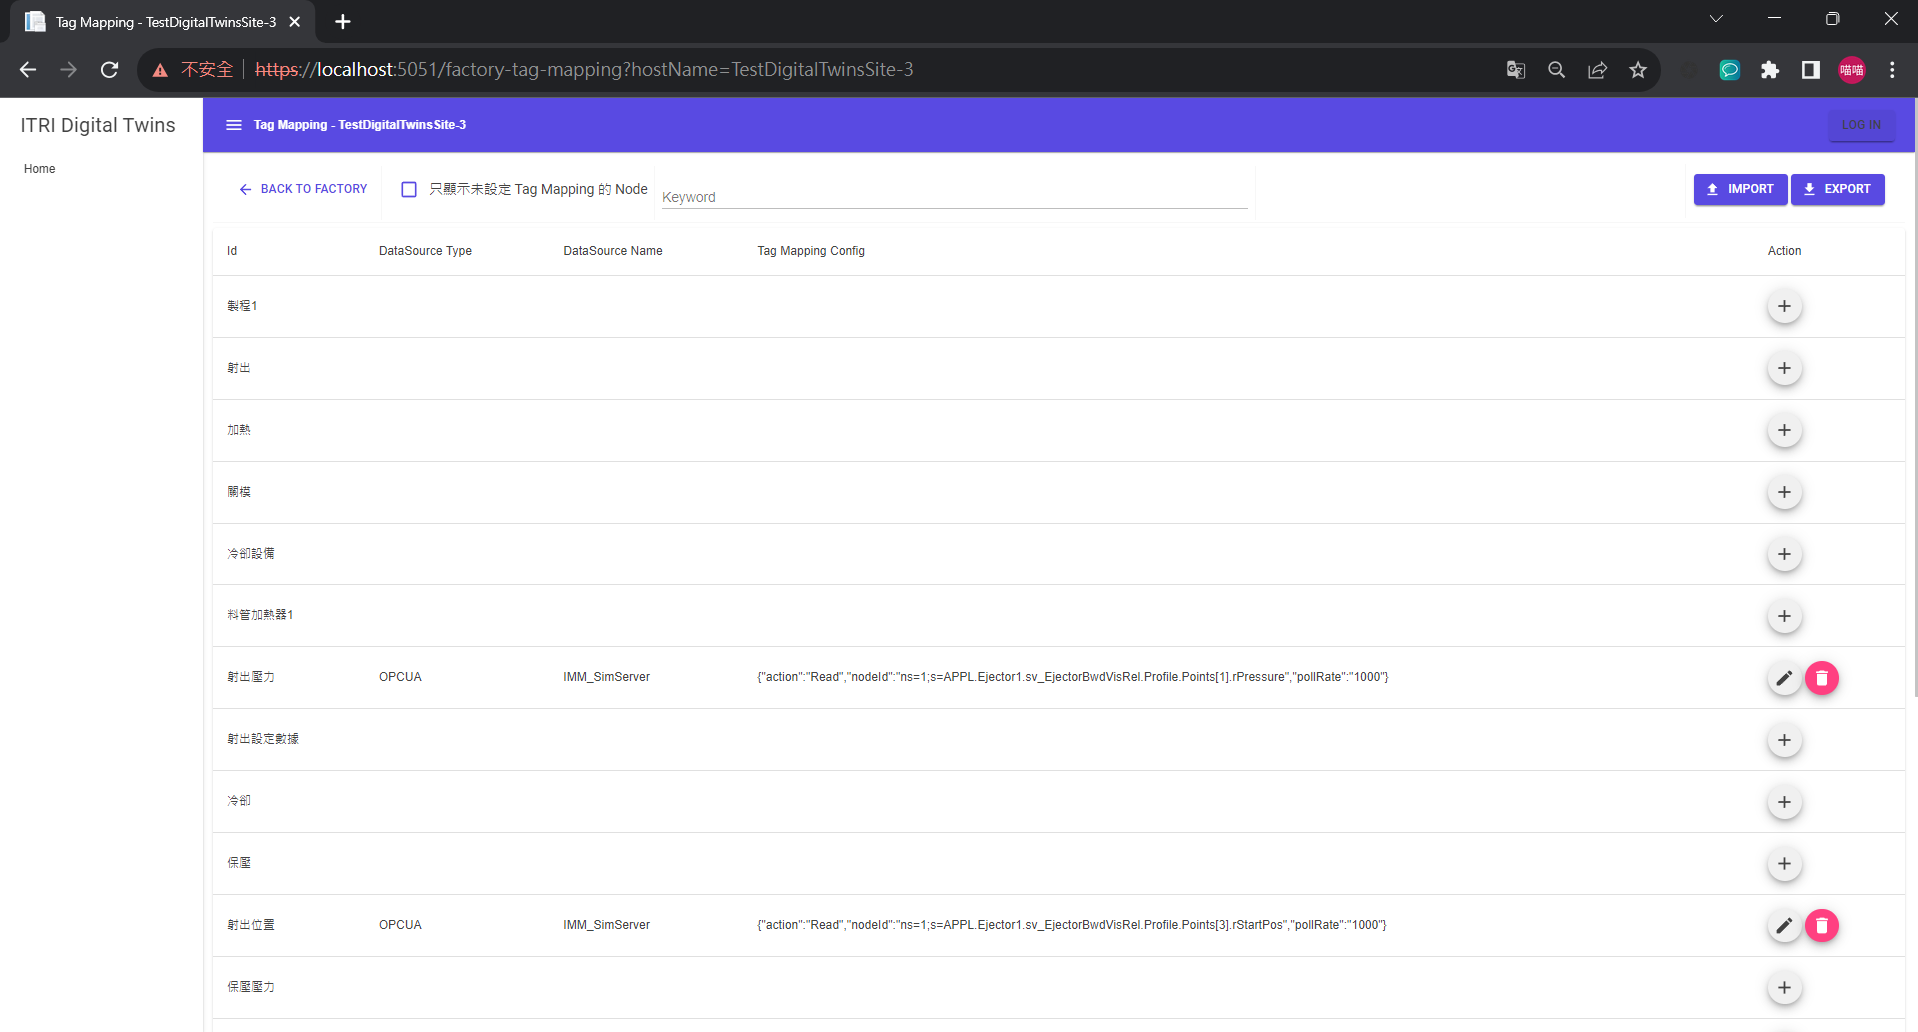 Tag Mapping - TestDigitalTwinsSite-3
不安全 https://localhost:5051/factory-tag-mapping?hostName=TestDigitalTwinsSite-3
喵喵
ITRI Digital Twins
Home
Tag Mapping - TestDigitalTwinsSite-3
LOG IN
BACK TO FACTORY
只顯示未設定 Tag Mapping 的 Node
Keyword
IMPORT
EXPORT
Id DataSource Type DataSource Name Tag Mapping Config Action
製程1
射出
加熱
關模
冷卻設備
料管加熱器1
射出壓力 OPCUA IMM_SimServer {"action":"Read","nodeId":"ns=1;s=APPL.Ejector1.sv_EjectorBwdVisRel.Profile.Points[1].rPressure","pollRate":"1000"}
射出設定數據
冷卻
保壓
射出位置 OPCUA IMM_SimServer {"action":"Read","nodeId":"ns=1;s=APPL.Ejector1.sv_EjectorBwdVisRel.Profile.Points[3].rStartPos","pollRate":"1000"}
保壓壓力